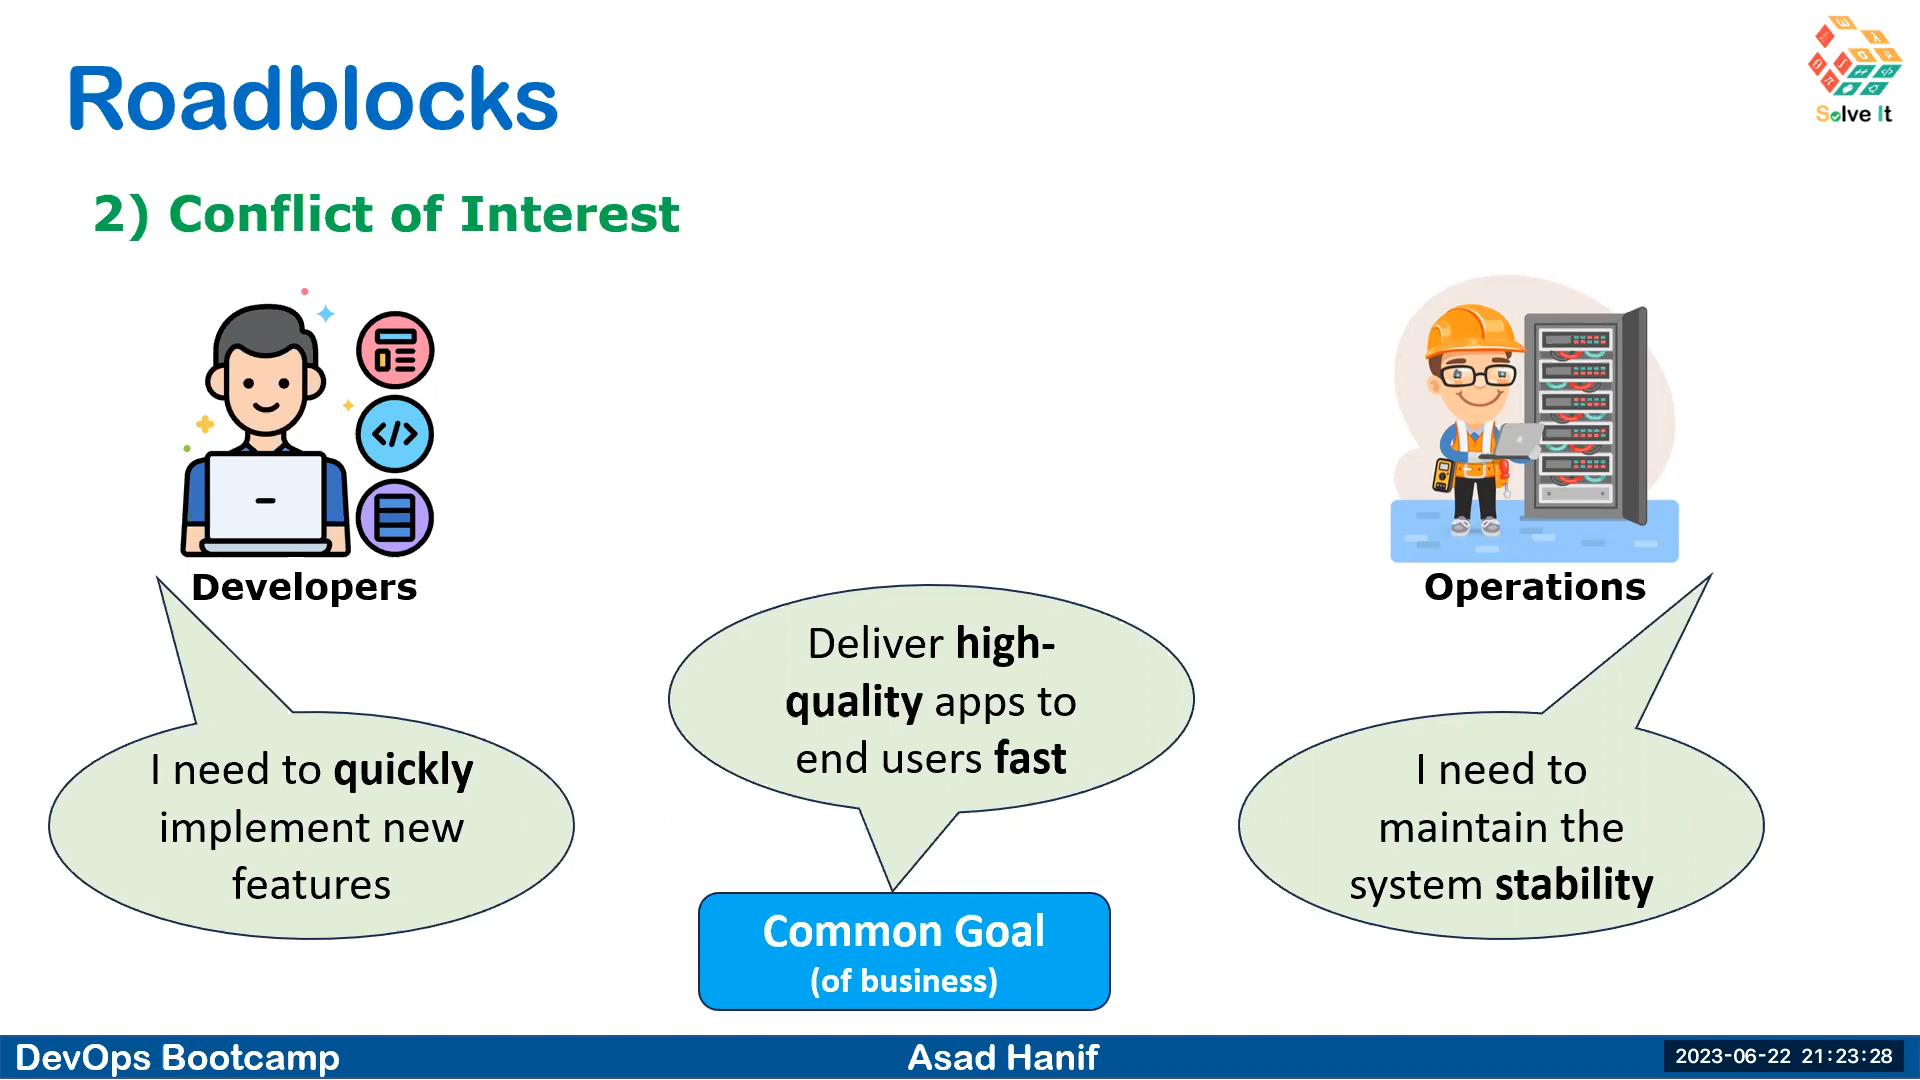 Roadblocks
Solve It
2) Conflict of Interest
Developers
Operations
I need to quickly
implement new
features
Deliver high-
quality apps to
end users fast
I need to
maintain the
system stability
Common Goal
(of business)
DevOps Bootcamp
Asad Hanif
2023-06-22 21:23:28